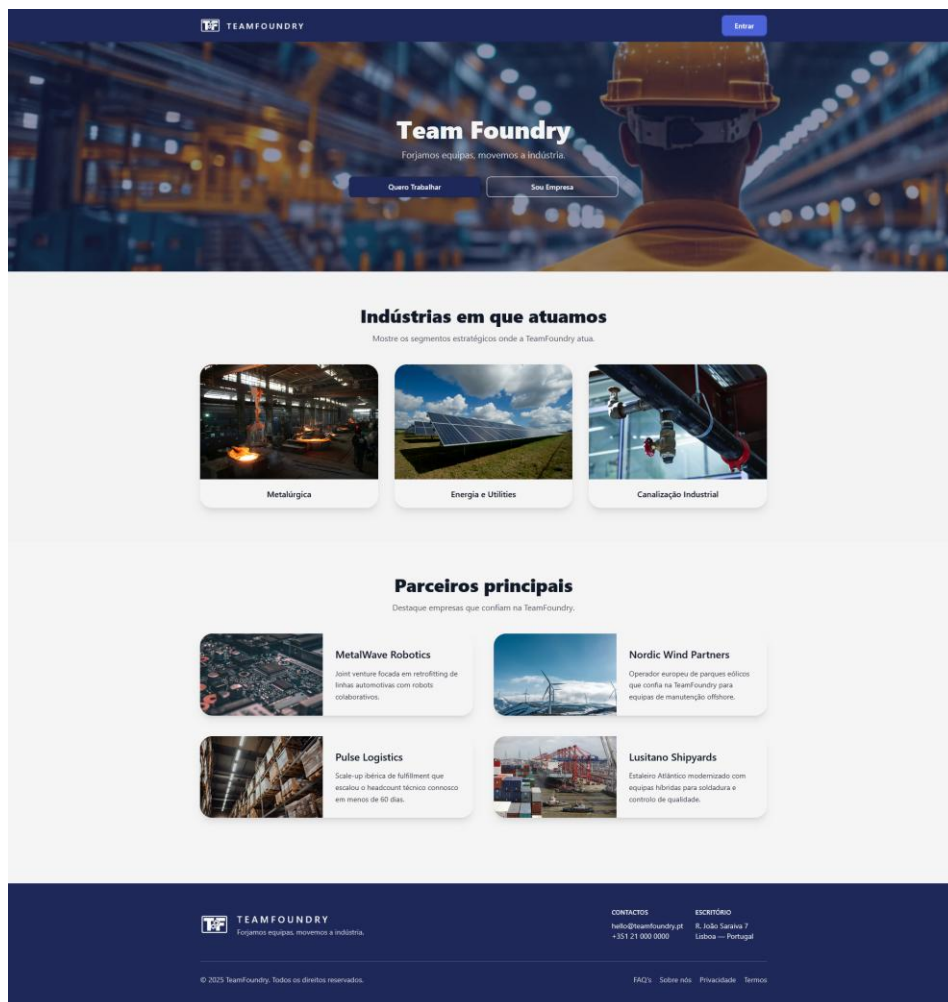 TF TEAMFOUNDRY
Entrar
Team Foundry
Forjamos equipas, movemos a indústria.
Quero Trabalhar
Sou Empresa
Indústrias em que atuamos
Mostre os segmentos estratégicos onde a TeamFoundry atua.
Metalúrgica
Energia e Utilities
Canalização Industrial
Parceiros principais
Destaque empresas que confiam na TeamFoundry.
MetalWave Robotics
Joint venture focada em retrofitting de
linhas automotivas com robots
colaborativos.
Nordic Wind Partners
Operador europeu de parques eólicos
que confia na TeamFoundry para
equipas de manutenção offshore.
Pulse Logistics
Scale-up ibérica de fulfillment que
escalou o headcount técnico connosco
em menos de 60 dias.
Lusitano Shipyards
Estaleiro Atlântico modernizado com
equipas híbridas para soldadura e
controlo de qualidade.
TF TEAMFOUNDRY
Forjamos equipas, movemos a indústria.
CONTACTOS
hello@teamfoundry.pt
+351 21 000 0000
ESCRITÓRIO
R. João Saraiva 7
Lisboa — Portugal
© 2025 TeamFoundry. Todos os direitos reservados.
FAQ's Sobre nós Privacidade Termos